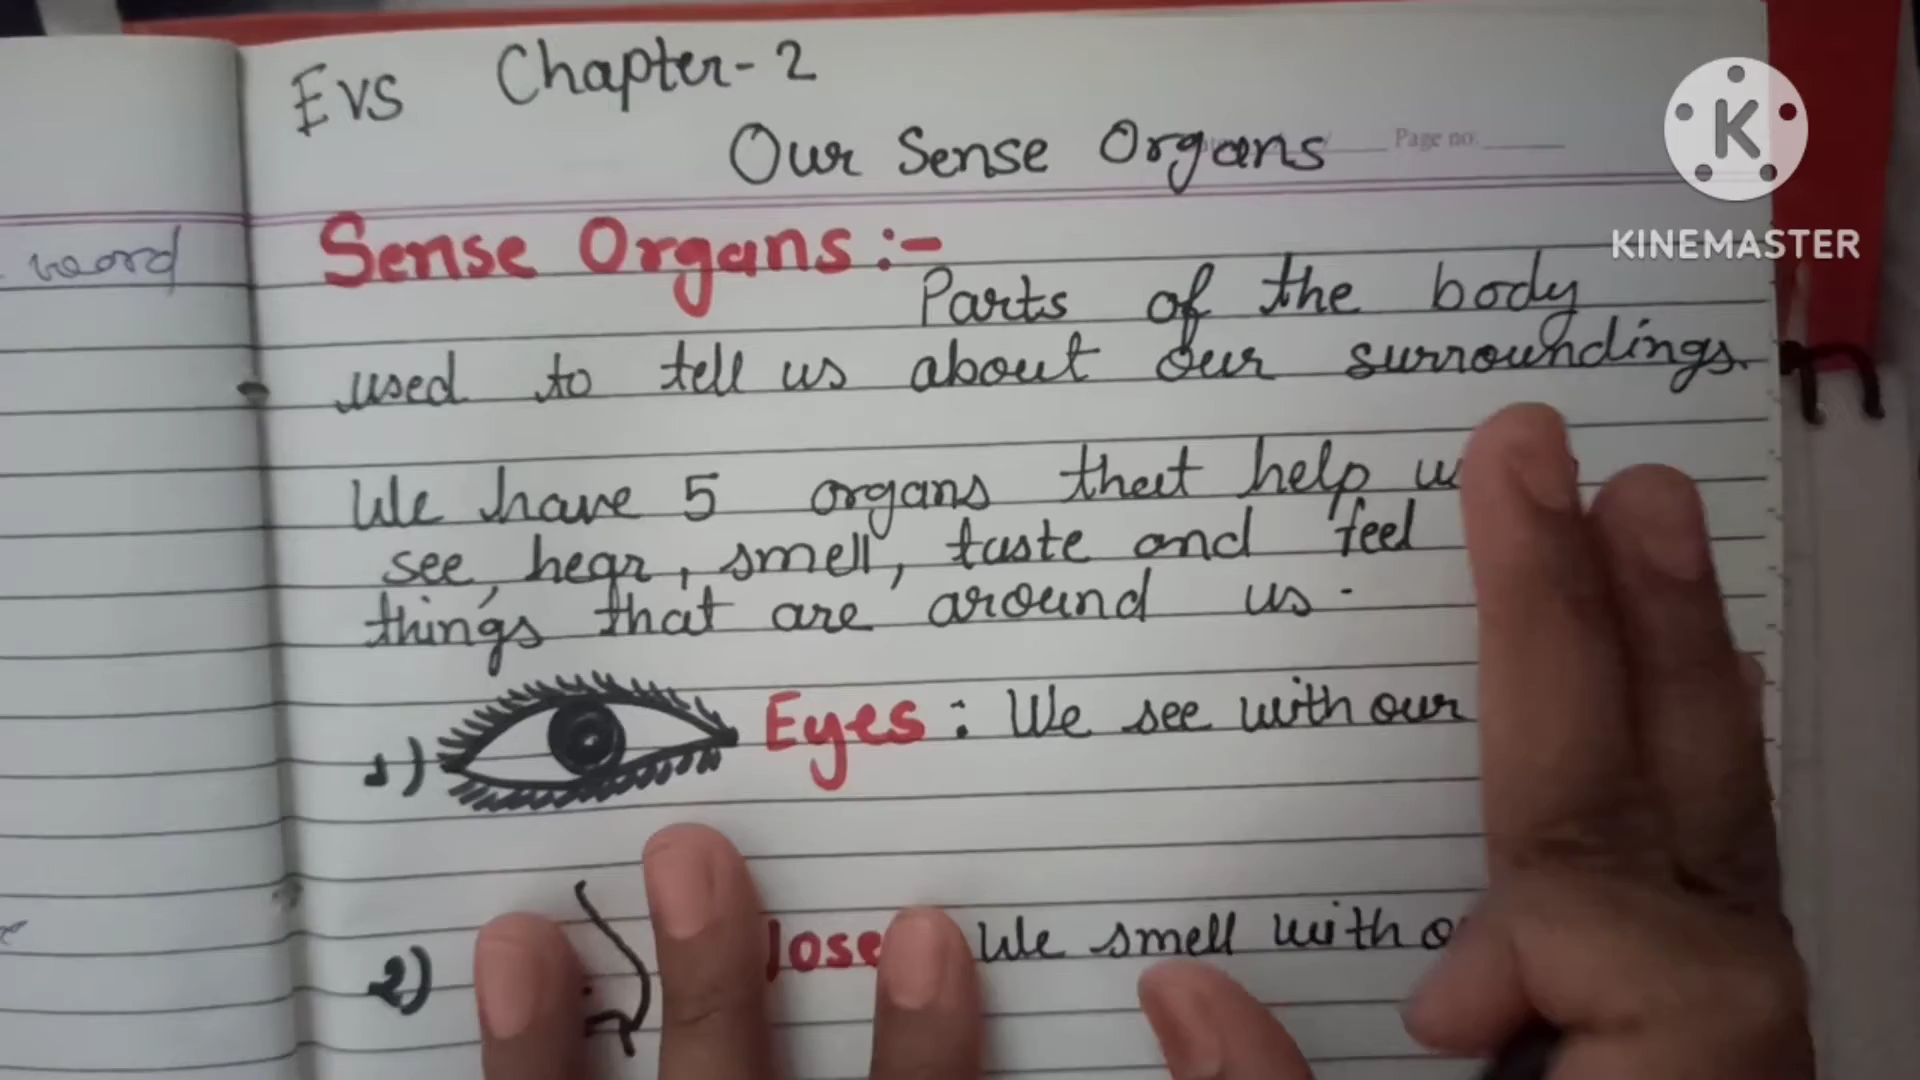 EVS Chapter-2
Our Sense Organs
Page no.
KINEMASTER
Sense Organs:-
Parts of the body
used to tell us about our surroundings.
We have 5 organs that help
see, hear, smell, taste and feel
things that are around us.
1) Eyes: We see with our
2) We smell with